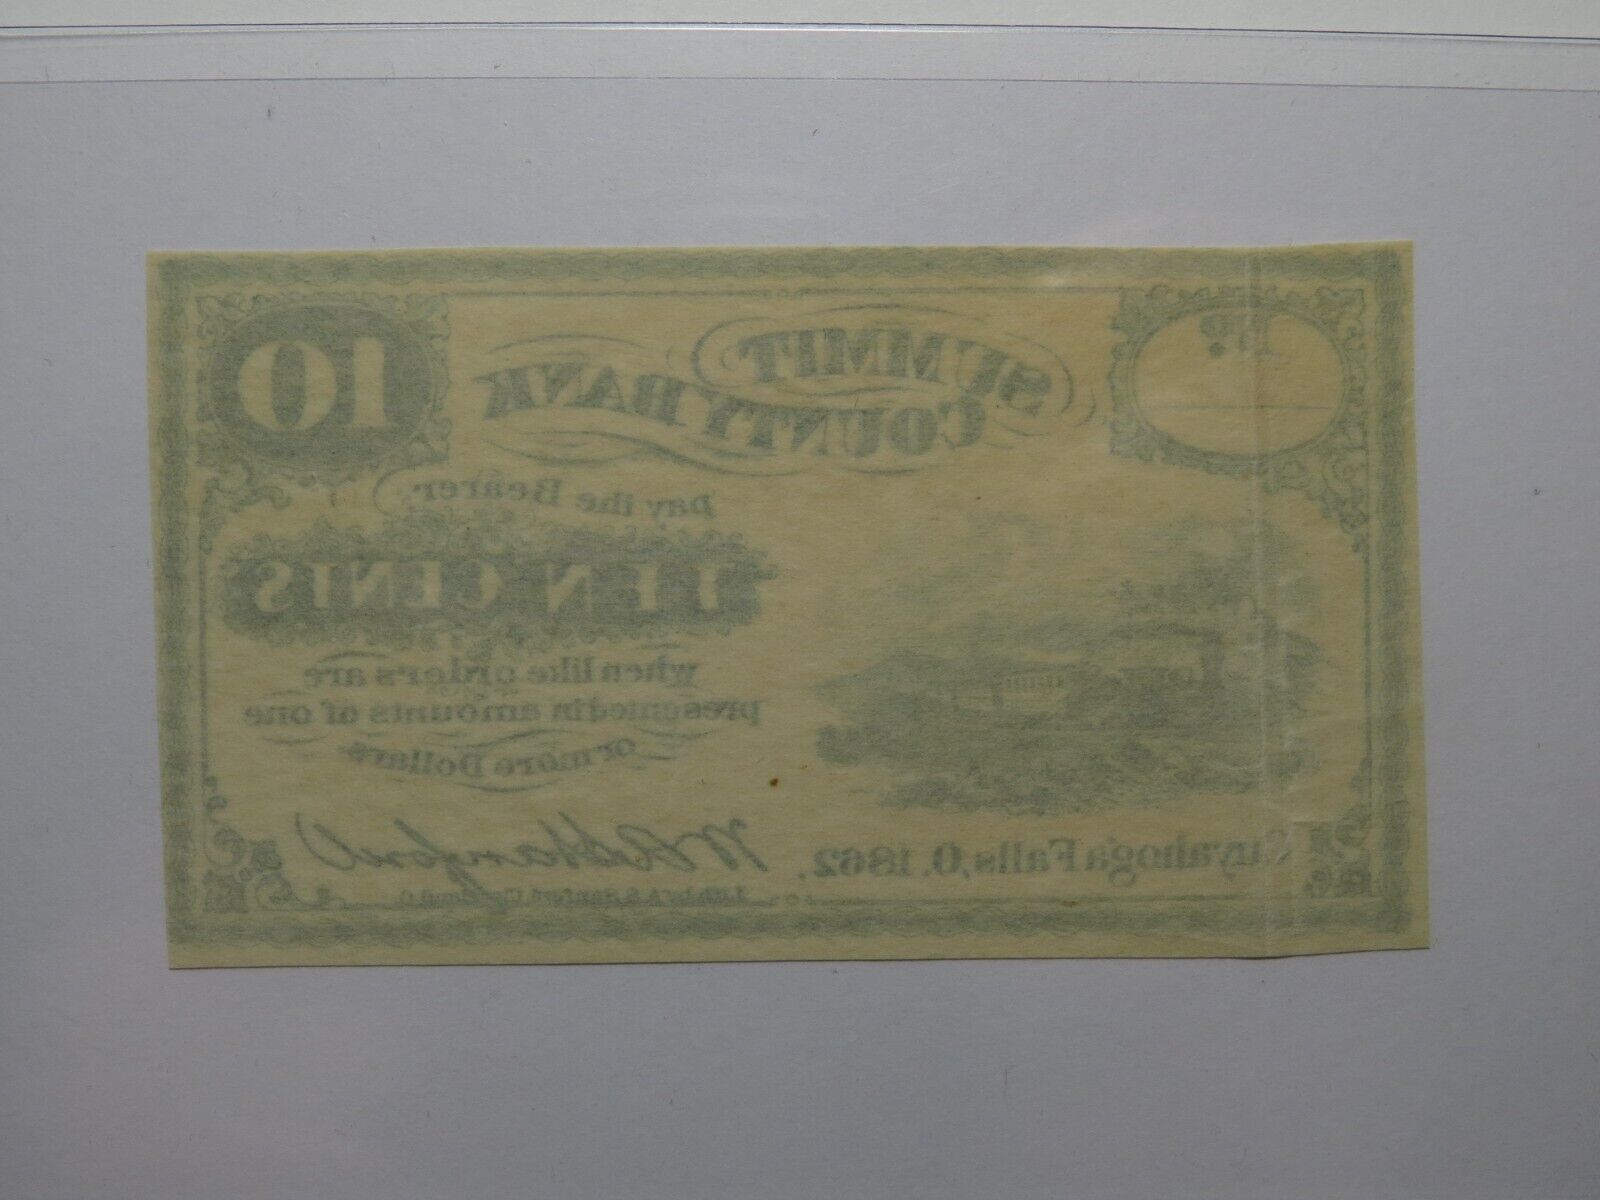 No.
SUMMIT
COUNTY BANK
10
pay the Bearer,
TEN CENTS
when like orders are
presented in amounts of one
or more Dollars.
Cuyahoga Falls, O. 1862.